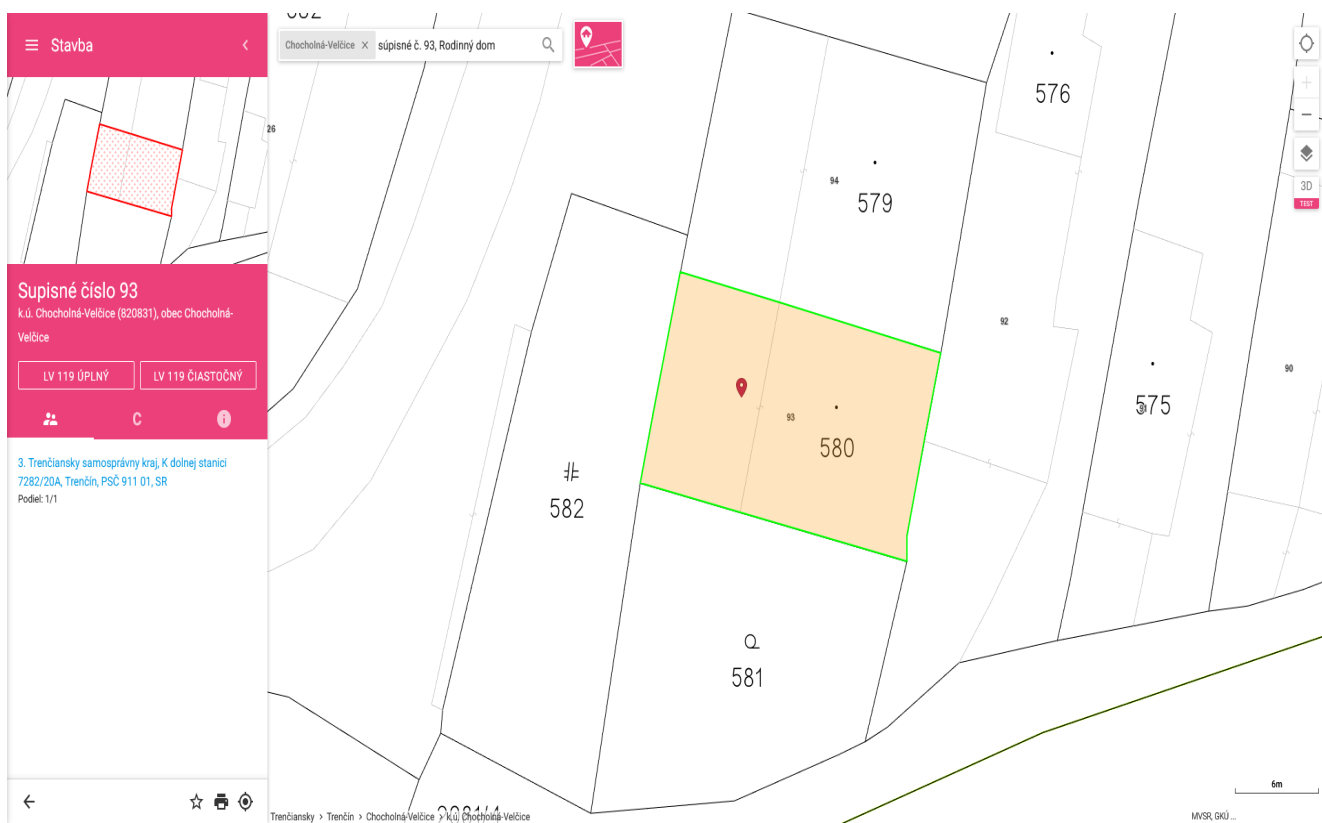 Stavba
Chocholná-Velčice × súpisné č. 93, Rodinný dom
26
Supisné číslo 93
k.ú. Chocholná-Velčice (820831), obec Chocholná-
Velčice
LV 119 ÚPLNÝ
LV 119 ČIASTOČNÝ
C
i
3. Trenčiansky samosprávny kraj, K dolnej stanici
7282/20A, Trenčín, PSČ 911 01, SR
Podiel: 1/1
576
94
579
92
90
91
575
93
580
582
581
3D
TEST
6m
Trenčiansky > Trenčín > Chocholná-Velčice > k.ú. Chocholná-Velčice
MVSR, GKÚ ...